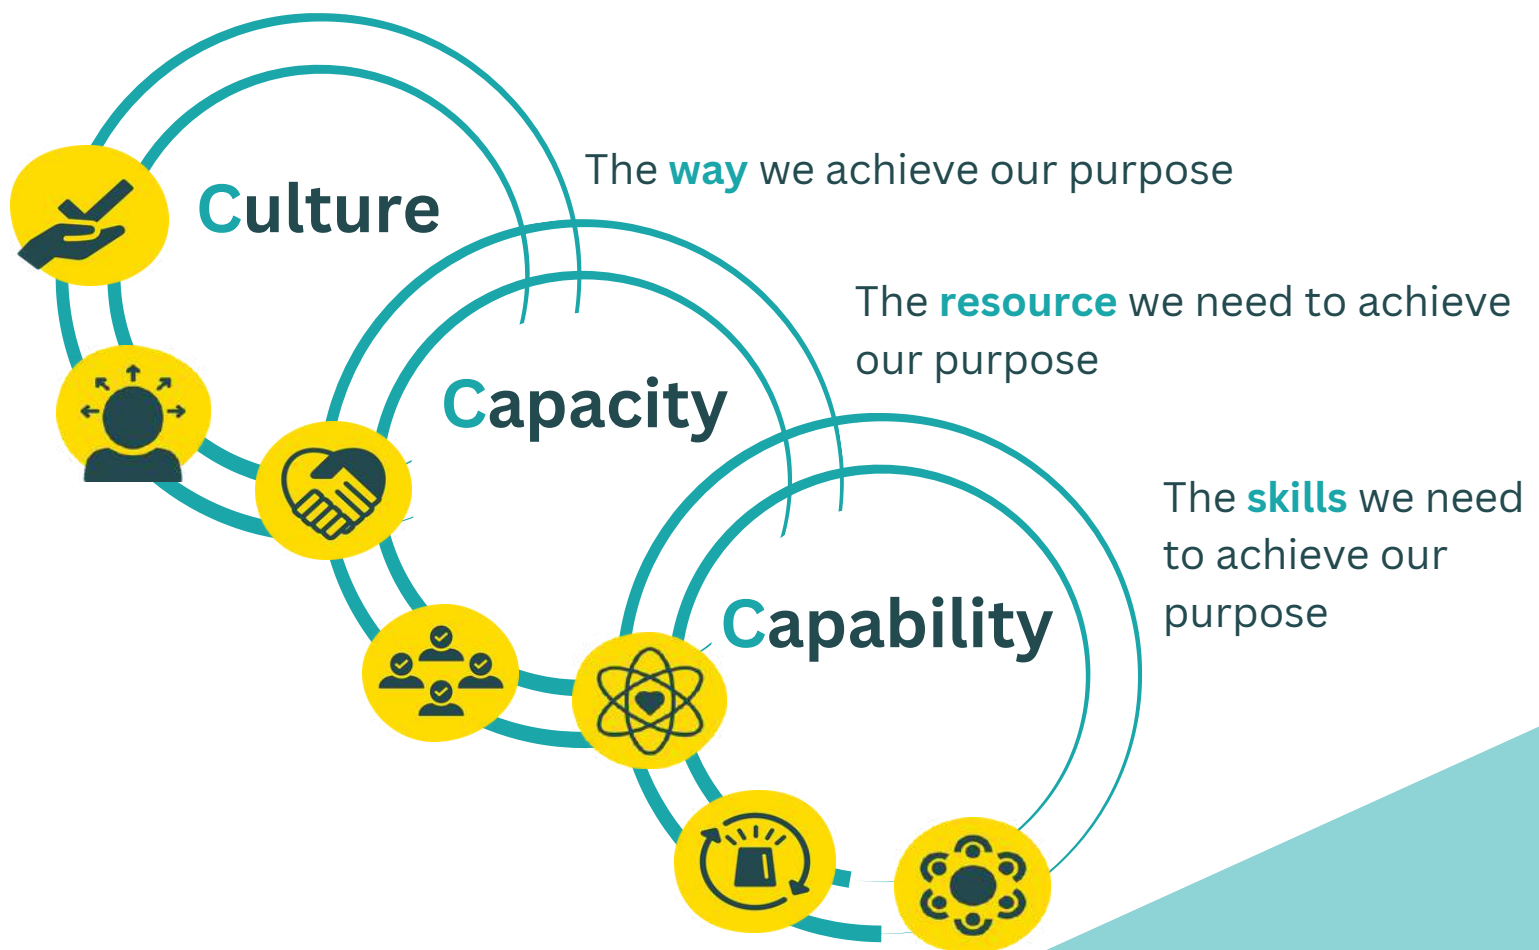 Culture
The way we achieve our purpose
Capacity
The resource we need to achieve
our purpose
Capability
The skills we need
to achieve our
purpose